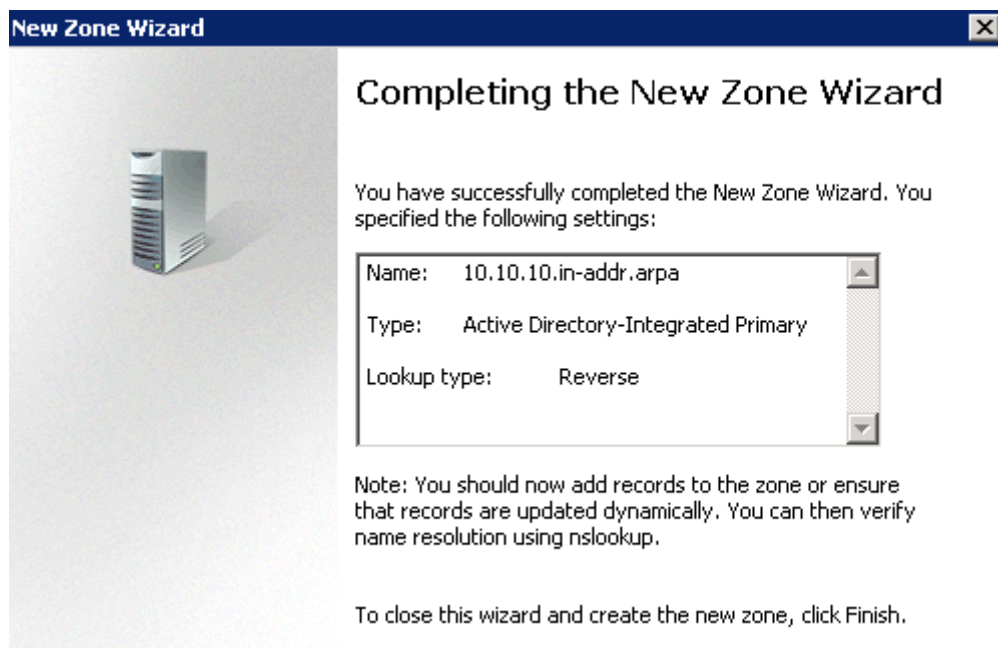 New Zone Wizard
Completing the New Zone Wizard
You have successfully completed the New Zone Wizard. You
specified the following settings:
Name: 10.10.10.in-addr.arpa
Type: Active Directory-Integrated Primary
Lookup type: Reverse
Note: You should now add records to the zone or ensure
that records are updated dynamically. You can then verify
name resolution using nslookup.
To close this wizard and create the new zone, click Finish.